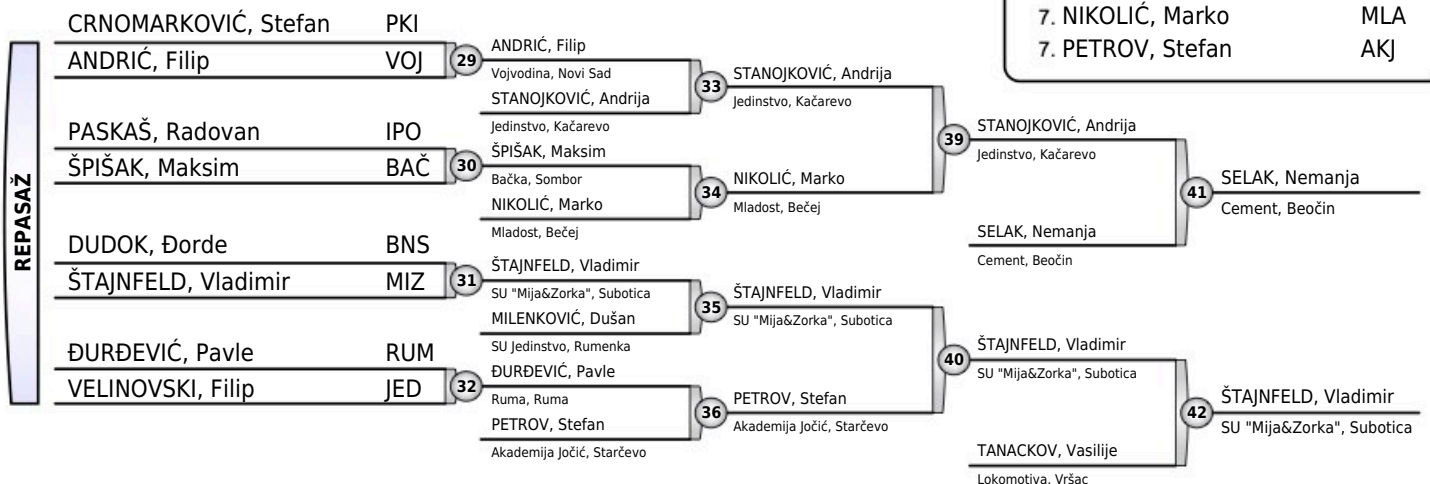 7. NIKOLIĆ, Marko MLA
7. PETROV, Stefan AKJ
REPASAŽ
CRNOMARKOVIĆ, Stefan PKI
ANDRIĆ, Filip VOJ
PASKAŠ, Radovan IPO
ŠPIŠAK, Maksim BAČ
DUDOK, Đorđe BNS
ŠTAJNFELD, Vladimir MIZ
ĐURĐEVIĆ, Pavle RUM
VELINOVSKI, Filip JED
29
30
31
32
ANDRIĆ, Filip
Vojvodina, Novi Sad
STANOJKOVIĆ, Andrija
Jedinstvo, Kačarevo
ŠPIŠAK, Maksim
Bačka, Sombor
NIKOLIĆ, Marko
Mladost, Bečej
ŠTAJNFELD, Vladimir
SU "Mija&Zorka", Subotica
MILENKOVIĆ, Dušan
SU Jedinstvo, Rumenka
ĐURĐEVIĆ, Pavle
Ruma, Ruma
PETROV, Stefan
Akademija Jočić, Starčevo
33
34
35
36
STANOJKOVIĆ, Andrija
Jedinstvo, Kačarevo
NIKOLIĆ, Marko
Mladost, Bečej
ŠTAJNFELD, Vladimir
SU "Mija&Zorka", Subotica
PETROV, Stefan
Akademija Jočić, Starčevo
39
40
STANOJKOVIĆ, Andrija
Jedinstvo, Kačarevo
SELAK, Nemanja
Cement, Beočin
ŠTAJNFELD, Vladimir
SU "Mija&Zorka", Subotica
TANACKOV, Vasilije
Lokomotiva, Vršac
41
42
SELAK, Nemanja
Cement, Beočin
ŠTAJNFELD, Vladimir
SU "Mija&Zorka", Subotica